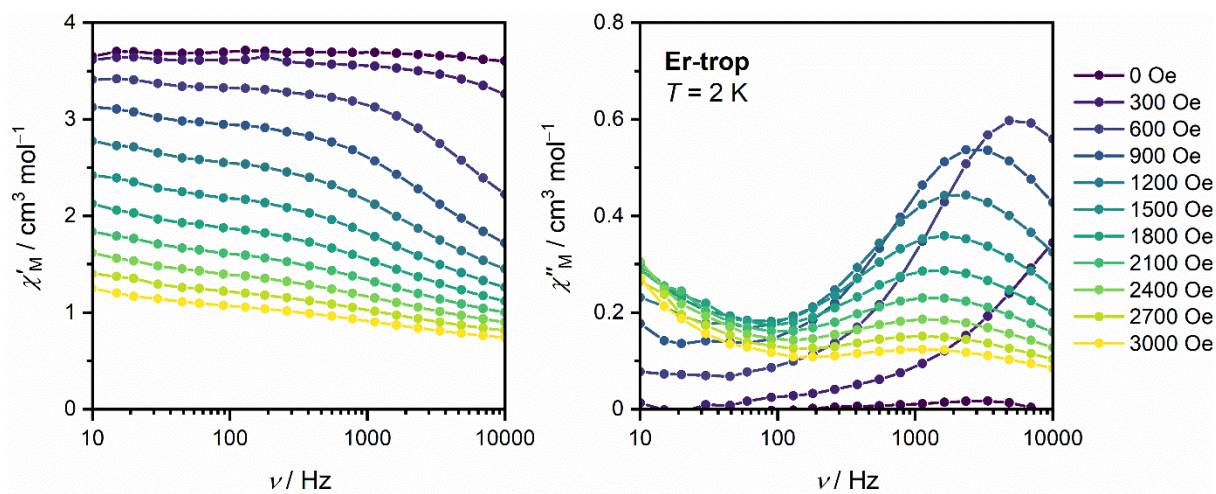 4
3
2
1
0
χ′M / cm³ mol⁻¹
10
100
1000
10000
ν / Hz
0.8
0.6
0.4
0.2
0
χ″M / cm³ mol⁻¹
Er-trop
T = 2 K
10
100
1000
10000
ν / Hz
0 Oe
300 Oe
600 Oe
900 Oe
1200 Oe
1500 Oe
1800 Oe
2100 Oe
2400 Oe
2700 Oe
3000 Oe